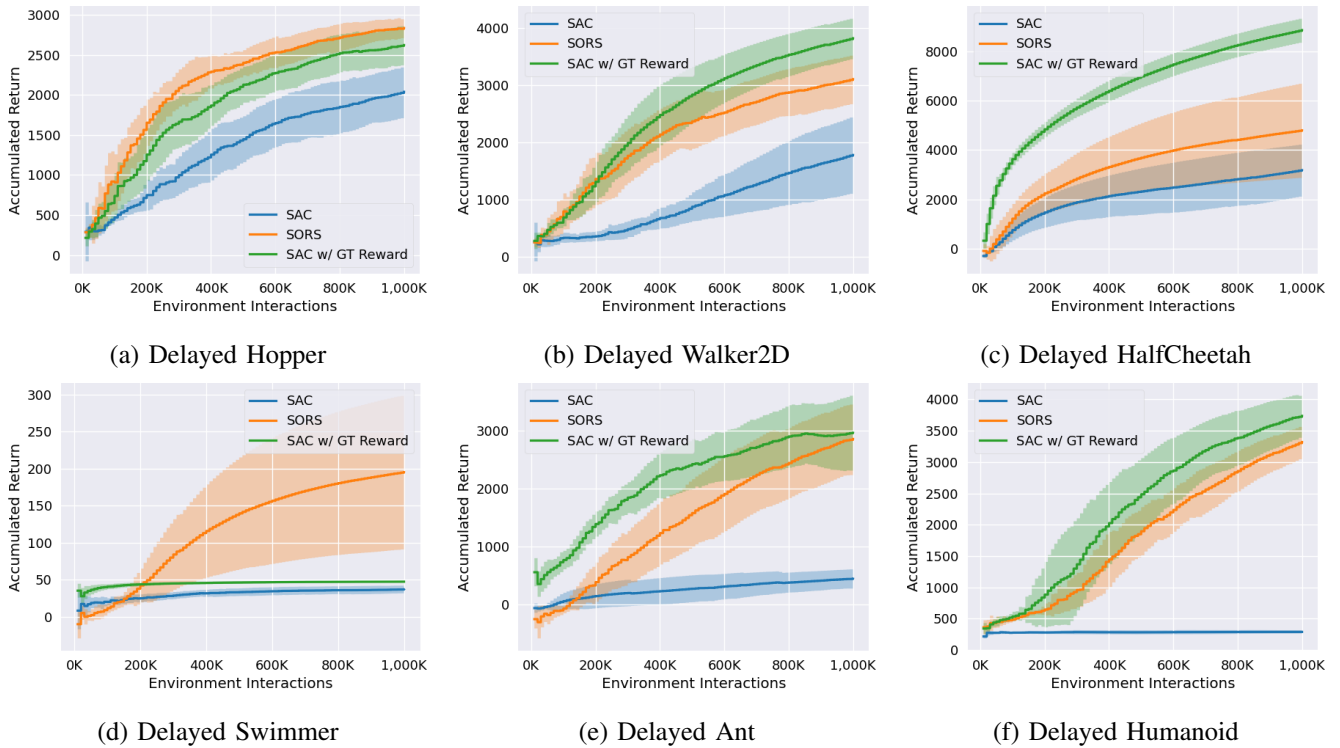 SAC
SORS
SAC w/ GT Reward
SAC
SORS
SAC w/ GT Reward
Accumulated Return
3000
2500
2000
1500
1000
500
0
0K 200K 400K 600K 800K 1,000K
Environment Interactions
(a) Delayed Hopper
SAC
SORS
SAC w/ GT Reward
Accumulated Return
4000
3000
2000
1000
0
0K 200K 400K 600K 800K 1,000K
Environment Interactions
(b) Delayed Walker2D
SAC
SORS
SAC w/ GT Reward
Accumulated Return
8000
6000
4000
2000
0
0K 200K 400K 600K 800K 1,000K
Environment Interactions
(c) Delayed HalfCheetah
SAC
SORS
SAC w/ GT Reward
Accumulated Return
300
250
200
150
100
50
0
0K 200K 400K 600K 800K 1,000K
Environment Interactions
(d) Delayed Swimmer
SAC
SORS
SAC w/ GT Reward
Accumulated Return
3000
2000
1000
0
0K 200K 400K 600K 800K 1,000K
Environment Interactions
(e) Delayed Ant
SAC
SORS
SAC w/ GT Reward
Accumulated Return
4000
3500
3000
2500
2000
1500
1000
500
0
0K 200K 400K 600K 800K 1,000K
Environment Interactions
(f) Delayed Humanoid